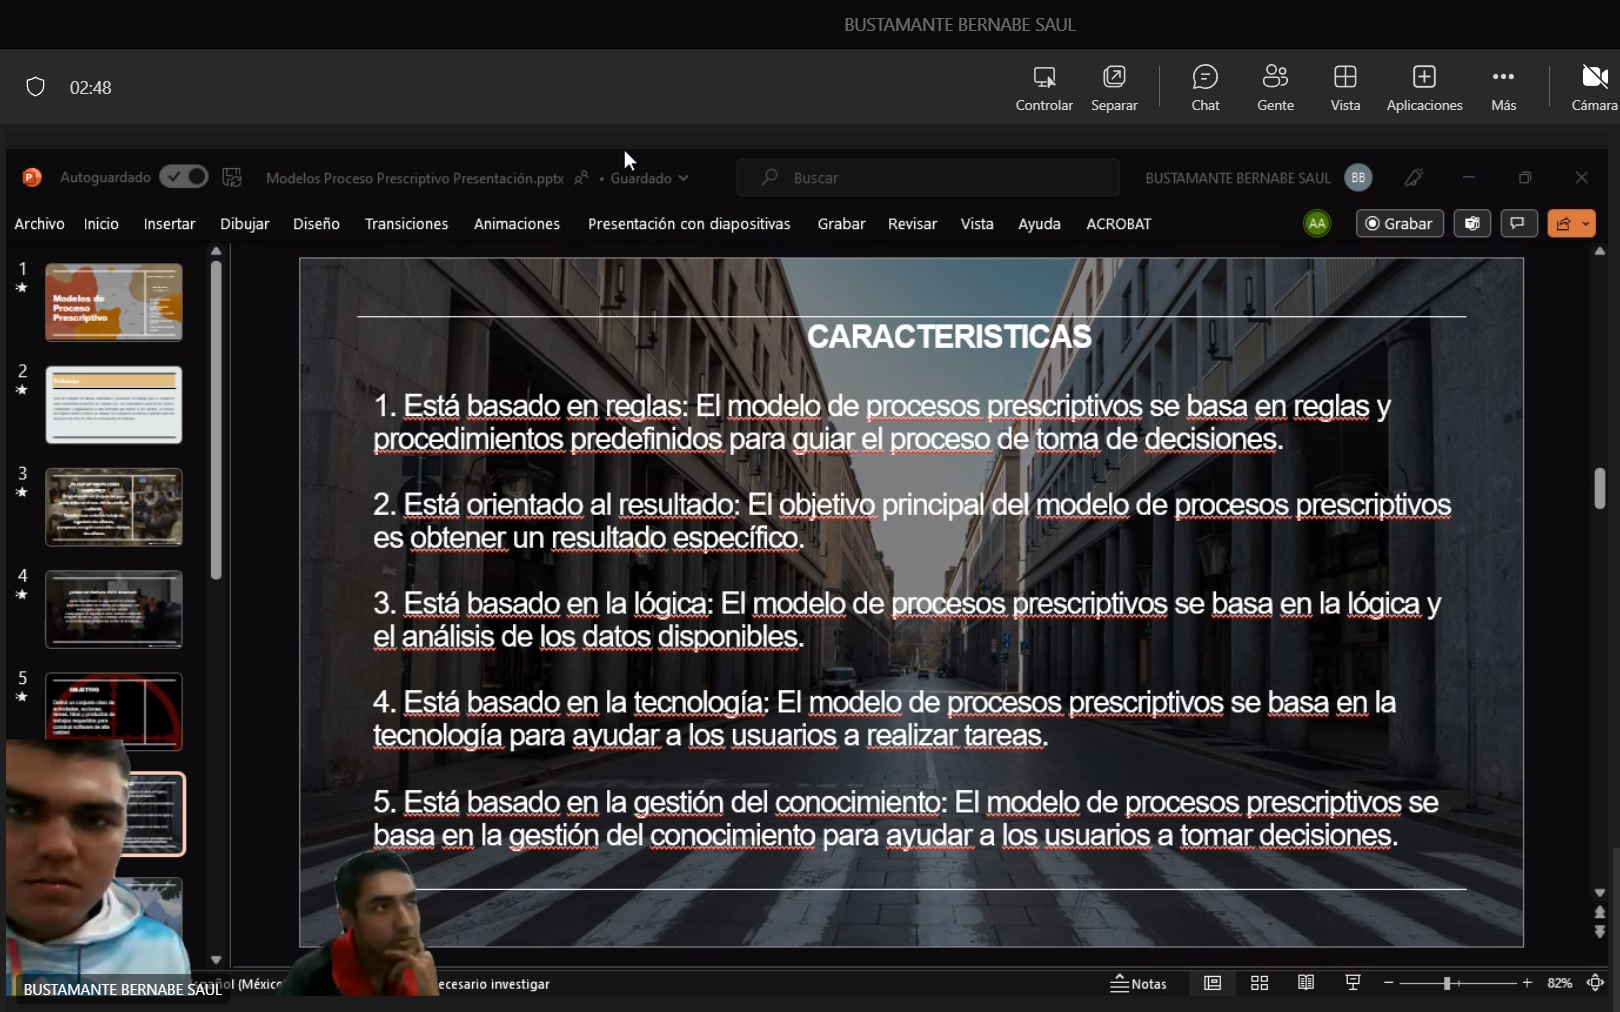 BUSTAMANTE BERNABE SAUL
02:48
Controlar
Separar
Chat
Gente
Vista
Aplicaciones
Más
Cámara
Autoguardado
Modelos Proceso Prescriptivo Presentación.pptx
• Guardado
Buscar
BUSTAMANTE BERNABE SAUL
BB
Archivo Inicio Insertar Dibujar Diseño Transiciones Animaciones Presentación con diapositivas Grabar Revisar Vista Ayuda ACROBAT
AA
Grabar
1
Modelos de
Proceso
Prescriptivo
2
3
4
5
OBJETIVO
CARACTERISTICAS
1. Está basado en reglas: El modelo de procesos prescriptivos se basa en reglas y
procedimientos predefinidos para guiar el proceso de toma de decisiones.
2. Está orientado al resultado: El objetivo principal del modelo de procesos prescriptivos
es obtener un resultado específico.
3. Está basado en la lógica: El modelo de procesos prescriptivos se basa en la lógica y
el análisis de los datos disponibles.
4. Está basado en la tecnología: El modelo de procesos prescriptivos se basa en la
tecnología para ayudar a los usuarios a realizar tareas.
5. Está basado en la gestión del conocimiento: El modelo de procesos prescriptivos se
basa en la gestión del conocimiento para ayudar a los usuarios a tomar decisiones.
BUSTAMANTE BERNABE SAUL
ecesario investigar
Notas
82%